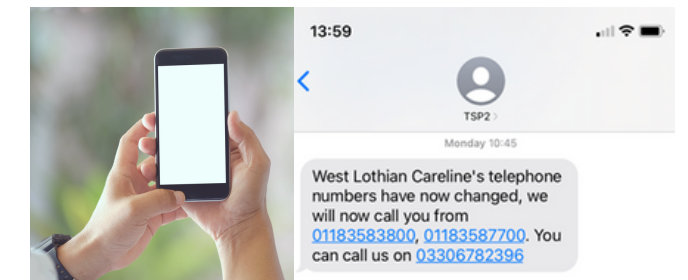 13:59
TSP2
Monday 10:45
West Lothian Careline's telephone
numbers have now changed, we
will now call you from
01183583800, 01183587700. You
can call us on 03306782396